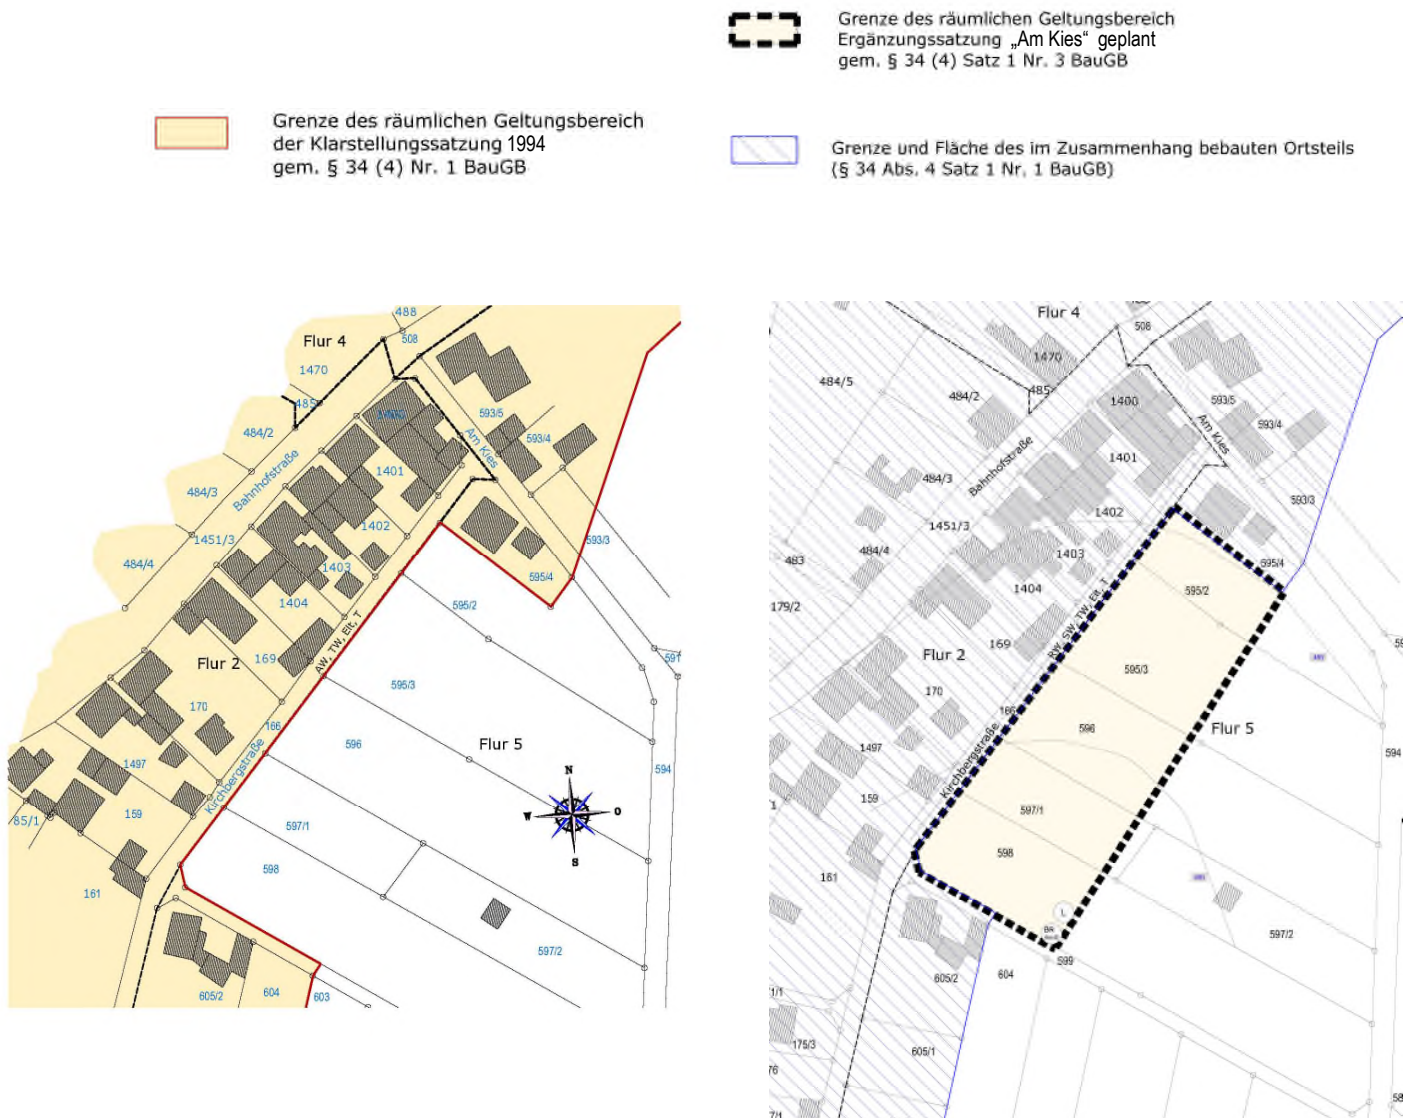 Grenze des räumlichen Geltungsbereich
Ergänzungssatzung „Am Kies“ geplant
gem. § 34 (4) Satz 1 Nr. 3 BauGB
Grenze des räumlichen Geltungsbereich
der Klarstellungssatzung 1994
gem. § 34 (4) Nr. 1 BauGB
Grenze und Fläche des im Zusammenhang bebauten Ortsteils
(§ 34 Abs. 4 Satz 1 Nr. 1 BauGB)
488
Flur 4
508
1470
485
1400
593/5
484/2
Am Kies
593/4
Bahnhofstraße
1401
484/3
1402
1451/3
593/3
484/4
1403
595/4
1404
595/2
AW, TW, Elt, T
Flur 2
169
591
595/3
170
166
596
Flur 5
594
Kirchbergstraße
1497
N
W
O
S
85/1
159
597/1
598
161
597/2
605/2
604
603
Flur 4
508
1470
484/5
485
484/2
1400
593/5
Am Kies
593/4
Bahnhofstraße
1401
484/3
593/3
1402
1451/3
483
484/4
1403
595/4
1404
595/2
179/2
RW, SW, TW, Elt, T
169
Flur 2
595/3
170
166
596
Flur 5
Kirchbergstraße
1497
594
159
597/1
598
161
L
597/2
599
604
605/2
175/3
605/1